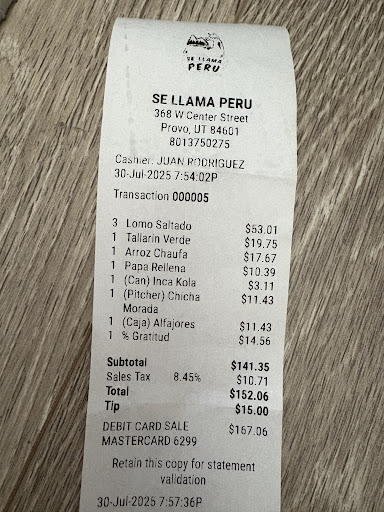 SE LLAMA
PERU
SE LLAMA PERU
368 W Center Street
Provo, UT 84601
8013750275
Cashier: JUAN RODRIGUEZ
30-Jul-2025 7:54:02P
Transaction 000005
3 Lomo Saltado $53.01
1 Tallarin Verde $19.75
1 Arroz Chaufa $17.67
1 Papa Rellena $10.39
1 (Can) Inca Kola $3.11
1 (Pitcher) Chicha $11.43
Morada
1 (Caja) Alfajores $11.43
1 % Gratitud $14.56
Subtotal $141.35
Sales Tax 8.45% $10.71
Total $152.06
Tip $15.00
DEBIT CARD SALE $167.06
MASTERCARD 6299
Retain this copy for statement
validation
30-Jul-2025 7:57:36P